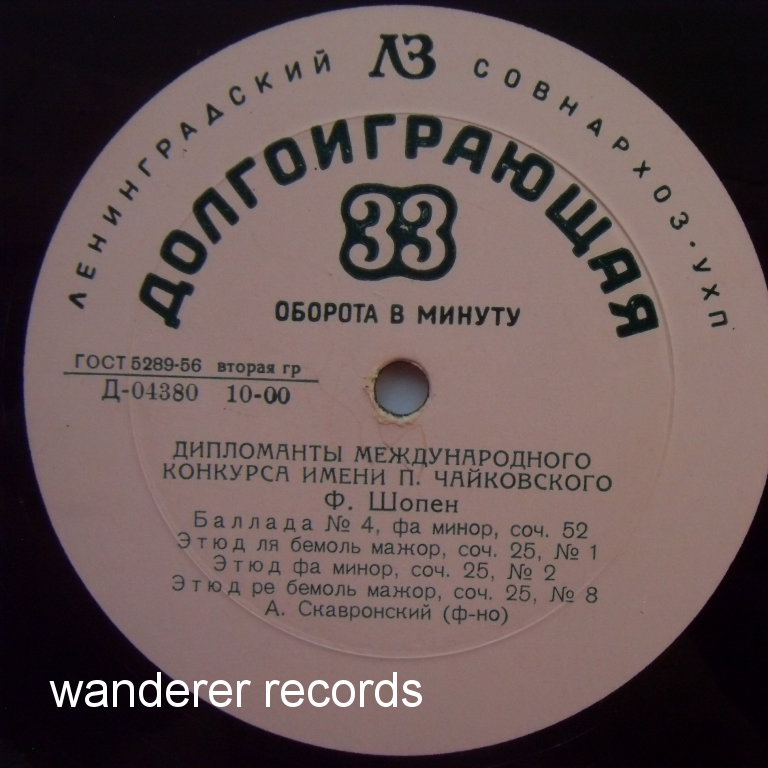 ЛЕНИНГРАДСКИЙ ЛЗ СОВНАРХОЗ·УХП
ДОЛГОИГРАЮЩАЯ
33
ОБОРОТА В МИНУТУ
ГОСТ 5289-56 вторая гр
Д-04380 10-00
ДИПЛОМАНТЫ МЕЖДУНАРОДНОГО
КОНКУРСА ИМЕНИ П. ЧАЙКОВСКОГО
Ф. Шопен
Баллада № 4, фа минор, соч. 52
Этюд ля бемоль мажор, соч. 25, № 1
Этюд фа минор, соч. 25, № 2
Этюд ре бемоль мажор, соч. 25, № 8
А. Скавронский (ф-но)
wanderer records